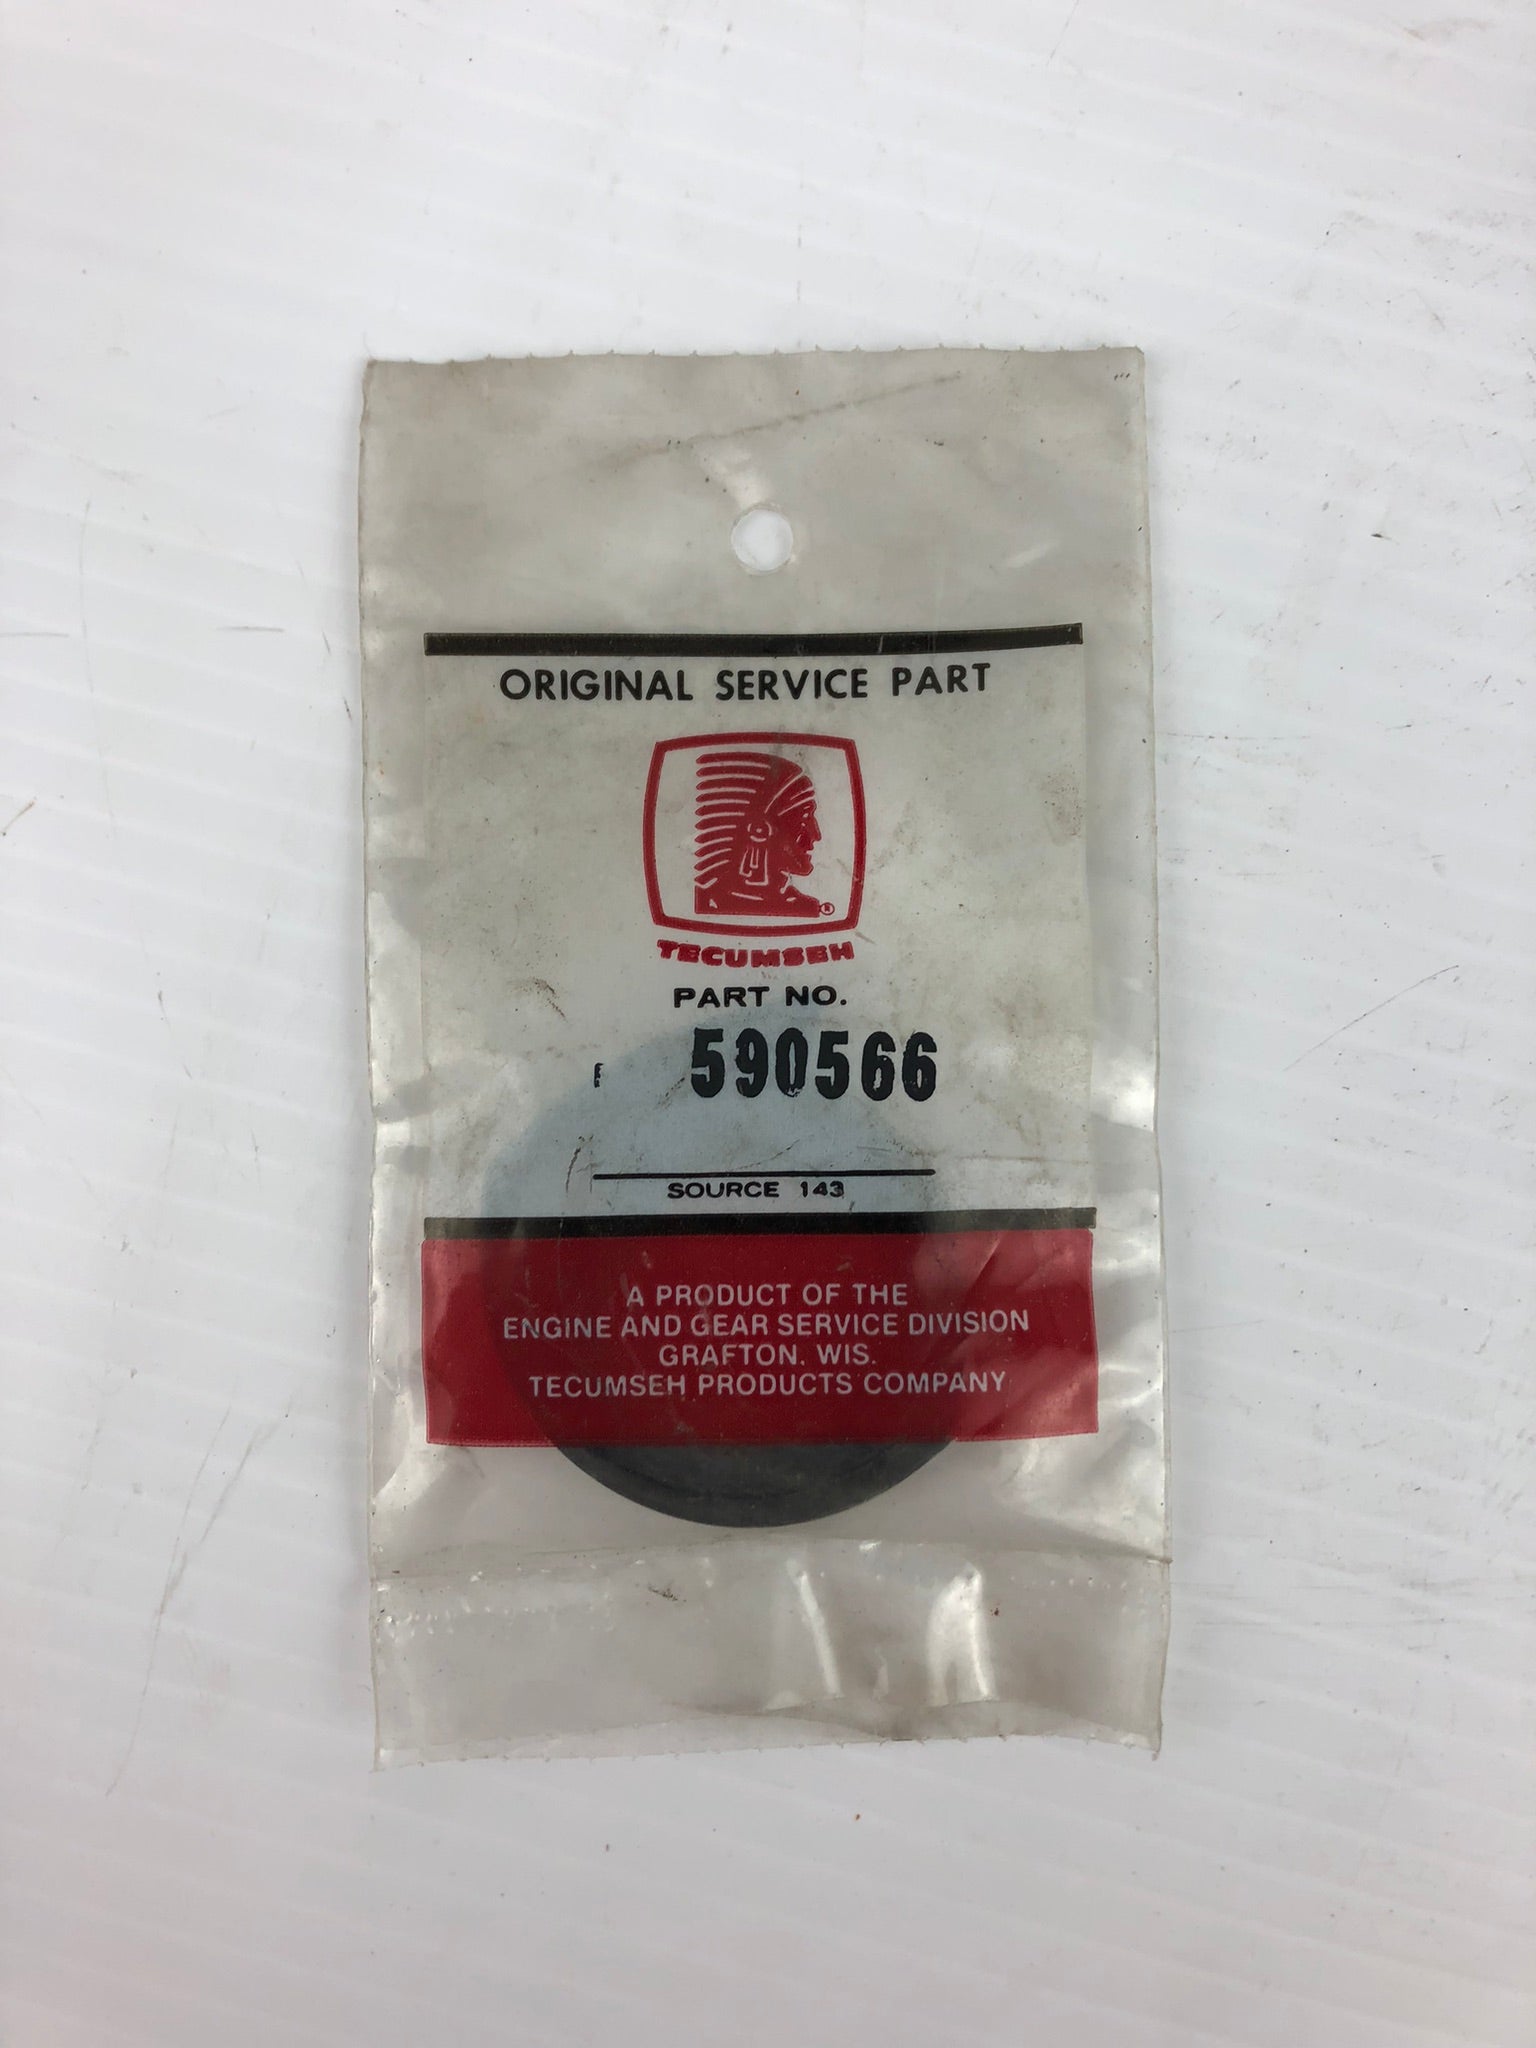 ORIGINAL SERVICE PART
®
TECUMSEH
PART NO.
590566
SOURCE 143
A PRODUCT OF THE
ENGINE AND GEAR SERVICE DIVISION
GRAFTON, WIS.
TECUMSEH PRODUCTS COMPANY